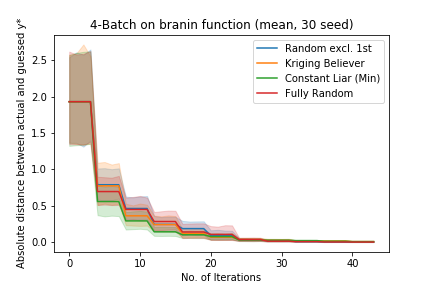 4-Batch on branin function (mean, 30 seed)
Absolute distance between actual and guessed y*
2.5
2.0
1.5
1.0
0.5
0.0
Random excl. 1st
Kriging Believer
Constant Liar (Min)
Fully Random
0 10 20 30 40
No. of Iterations